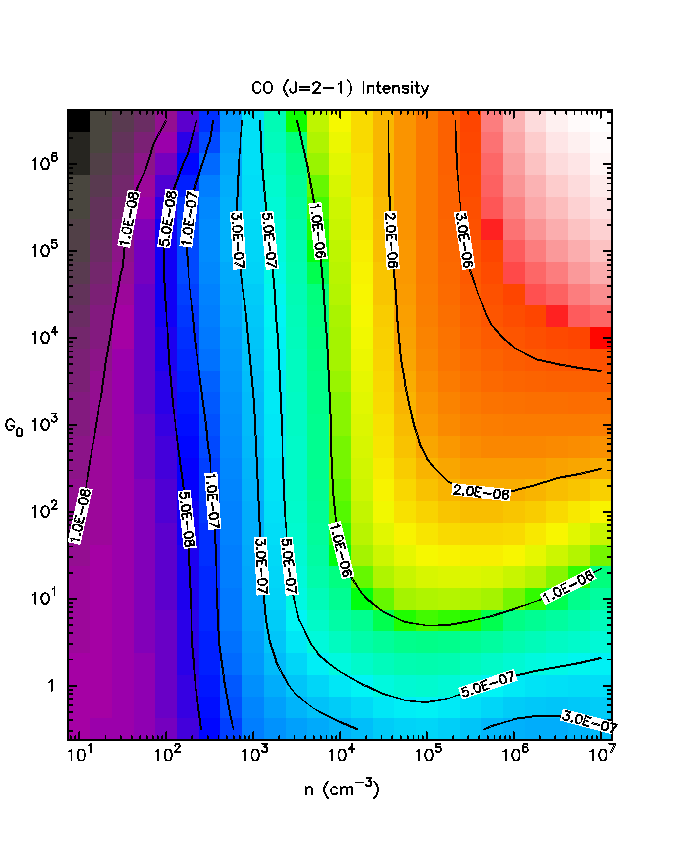 CO (J=2−1) Intensity
10⁶
1.0E−08
5.0E−08
1.0E−07
3.0E−07
5.0E−07
1.0E−06
2.0E−06
3.0E−06
10⁵
10⁴
G₀
10³
10²
1.0E−08
5.0E−08
1.0E−07
3.0E−07
5.0E−07
1.0E−06
2.0E−06
10¹
1.0E−06
1
5.0E−07
3.0E−07
10¹ 10² 10³ 10⁴ 10⁵ 10⁶ 10⁷
n (cm⁻³)